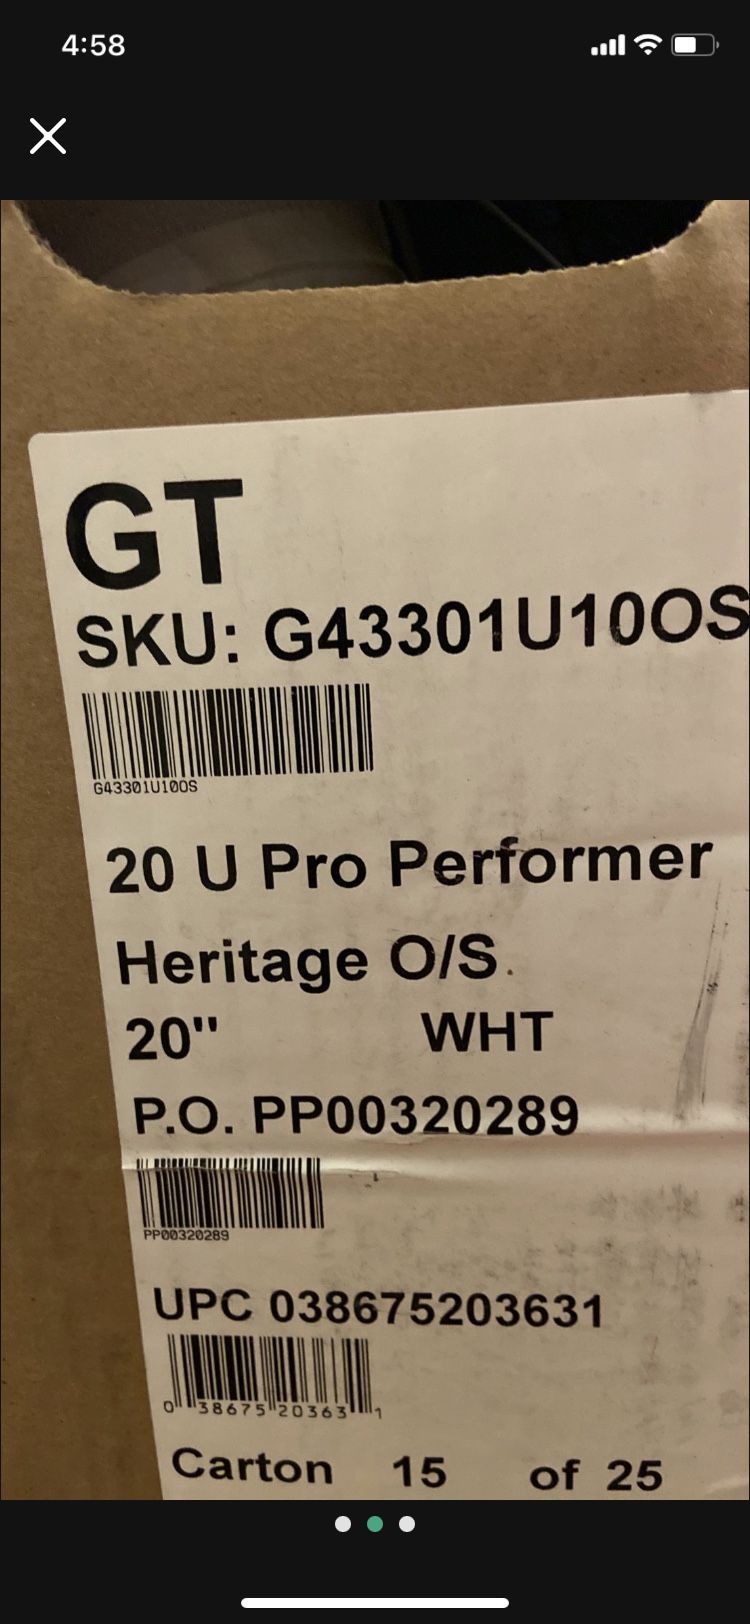 4:58
GT
SKU: G43301U10OS
G43301U10OS
20 U Pro Performer
Heritage O/S.
20" WHT
P.O. PP00320289
PP00320289
UPC 038675203631
0 38675 20363 1
Carton 15 of 25